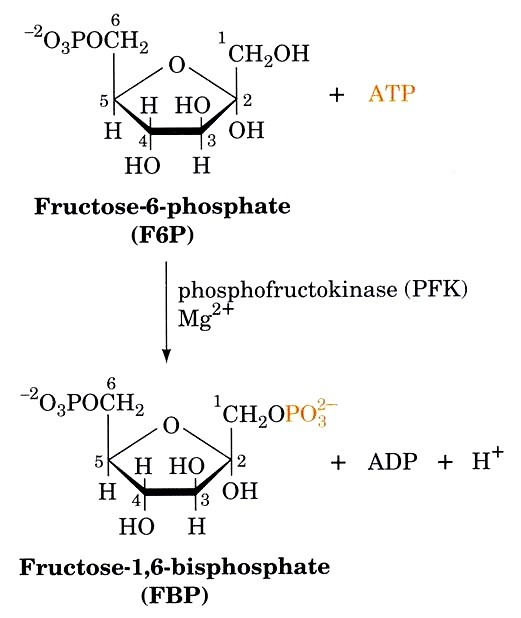 6
⁻²O₃POCH₂
1
CH₂OH
O
5
H HO
2
+ ATP
H
4
3
OH
HO H
Fructose-6-phosphate
(F6P)
phosphofructokinase (PFK)
Mg²⁺
6
⁻²O₃POCH₂
1
CH₂OPO₃²⁻
O
5
H HO
2
+ ADP + H⁺
H
4
3
OH
HO H
Fructose-1,6-bisphosphate
(FBP)